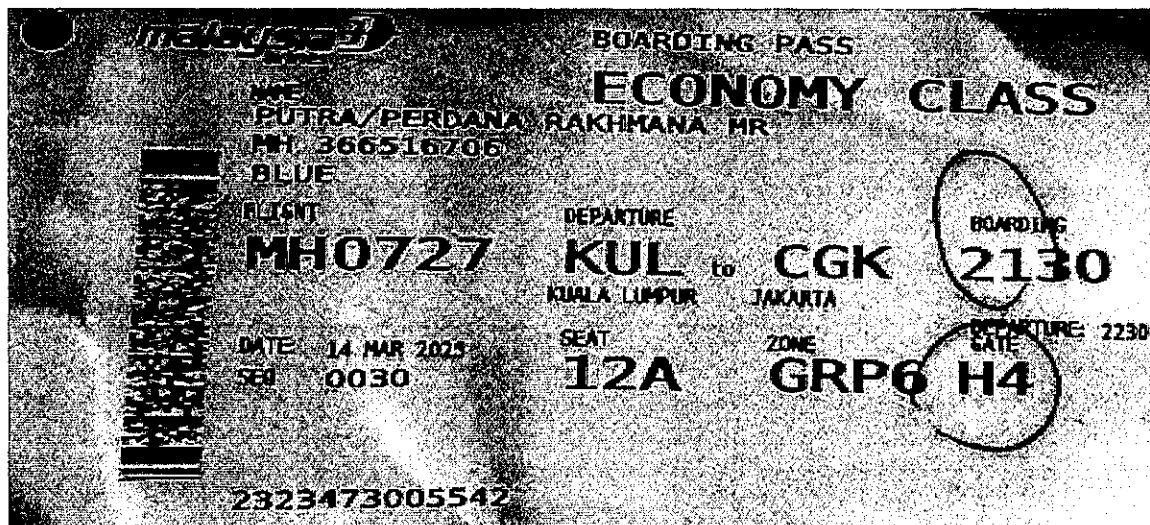 malaysia
BOARDING PASS
ECONOMY CLASS
NAME
PUTRA/PERDANA RAKHMANA MR
MH 366516706
BLUE
FLIGHT
MH0727
DEPARTURE
KUL to CGK
KUALA LUMPUR JAKARTA
BOARDING
2130
DEPARTURE: 2230
DATE 14 MAR 2025
SEQ 0030
SEAT
12A
ZONE
GRP6
GATE
H4
2323473005542